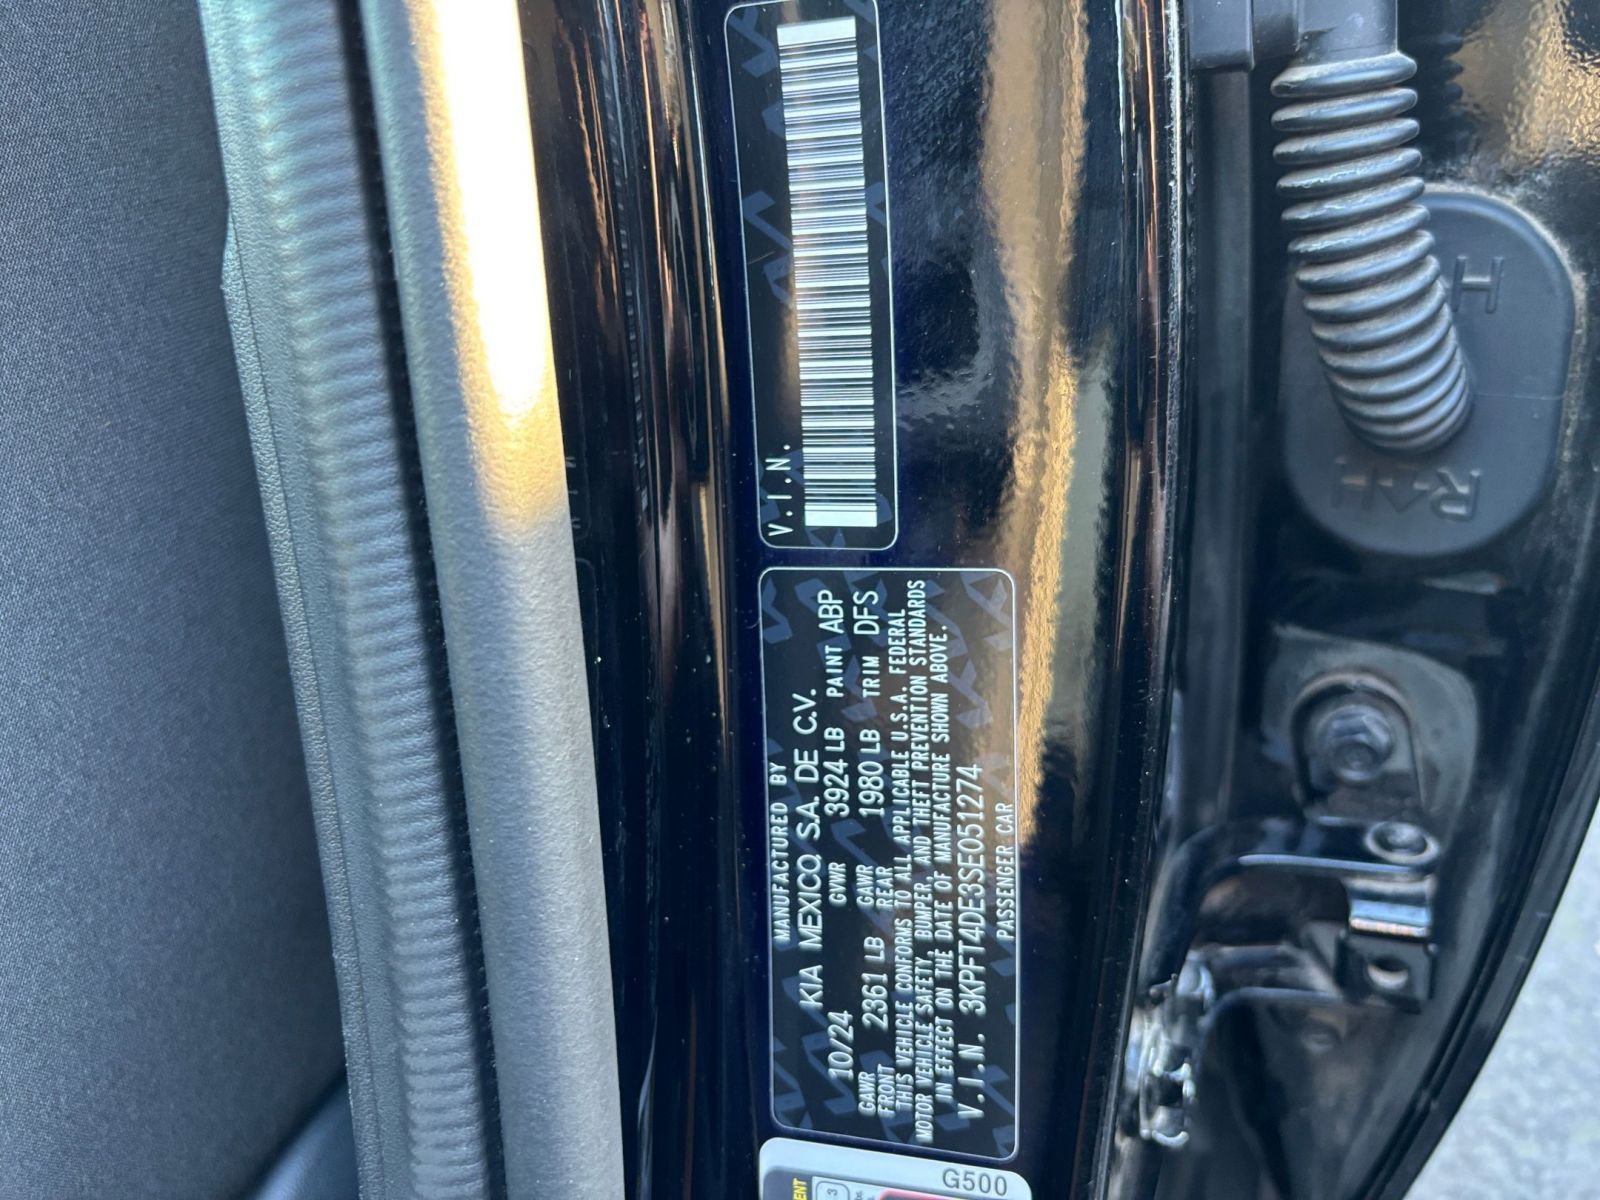 V.I.N.
MANUFACTURED BY
KIA MEXICO, S.A. DE C.V.
10/24 GVWR 3924 LB PAINT ABP
GAWR FRONT 2361 LB GAWR REAR 1980 LB TRIM DFS
THIS VEHICLE CONFORMS TO ALL APPLICABLE U.S.A. FEDERAL
MOTOR VEHICLE SAFETY, BUMPER, AND THEFT PREVENTION STANDARDS
IN EFFECT ON THE DATE OF MANUFACTURE SHOWN ABOVE.
V.I.N. 3KPFT4DE3SE051274
PASSENGER CAR
G500
H
RH